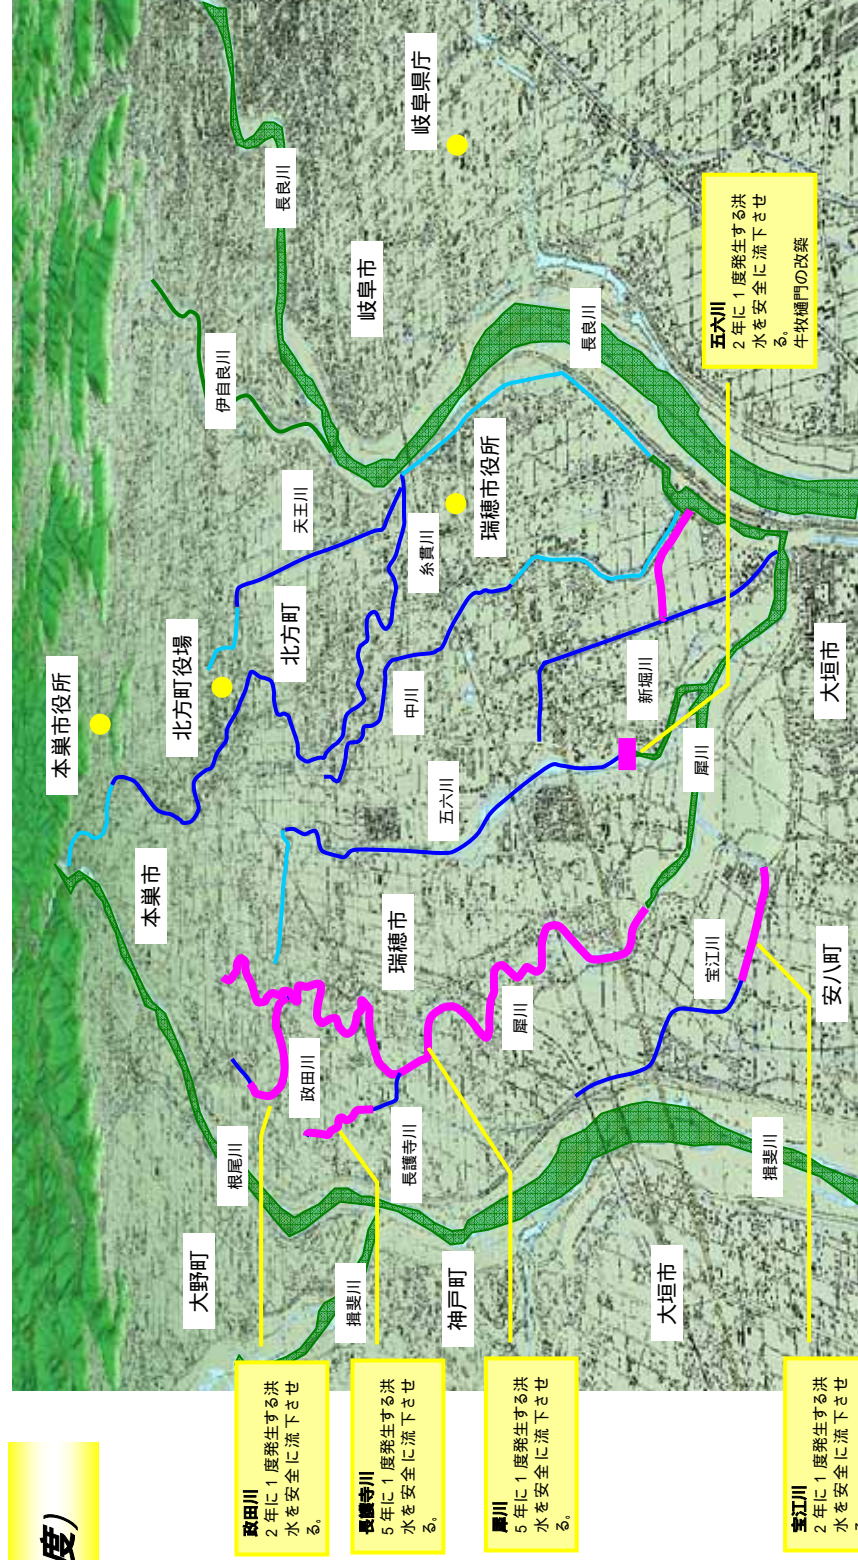 度）
本巣市役所
本巣市
北方町役場
大野町
根尾川
伊自良川
政田川
2年に1度発生する洪
水を安全に流下させ
る。
長良川
北方町
天王川
政田川
揖斐川
岐阜市
長護寺川
5年に1度発生する洪
水を安全に流下させ
る。
瑞穂市
長護寺川
中川
岐阜県庁
糸貫川
五六川
神戸町
瑞穂市役所
犀川
5年に1度発生する洪
水を安全に流下させ
る。
犀川
長良川
新堀川
大垣市
犀川
宝江川
五六川
2年に1度発生する洪
水を安全に流下させ
る。
牛牧樋門の改築
揖斐川
大垣市
安八町
宝江川
2年に1度発生する洪
水を安全に流下させ